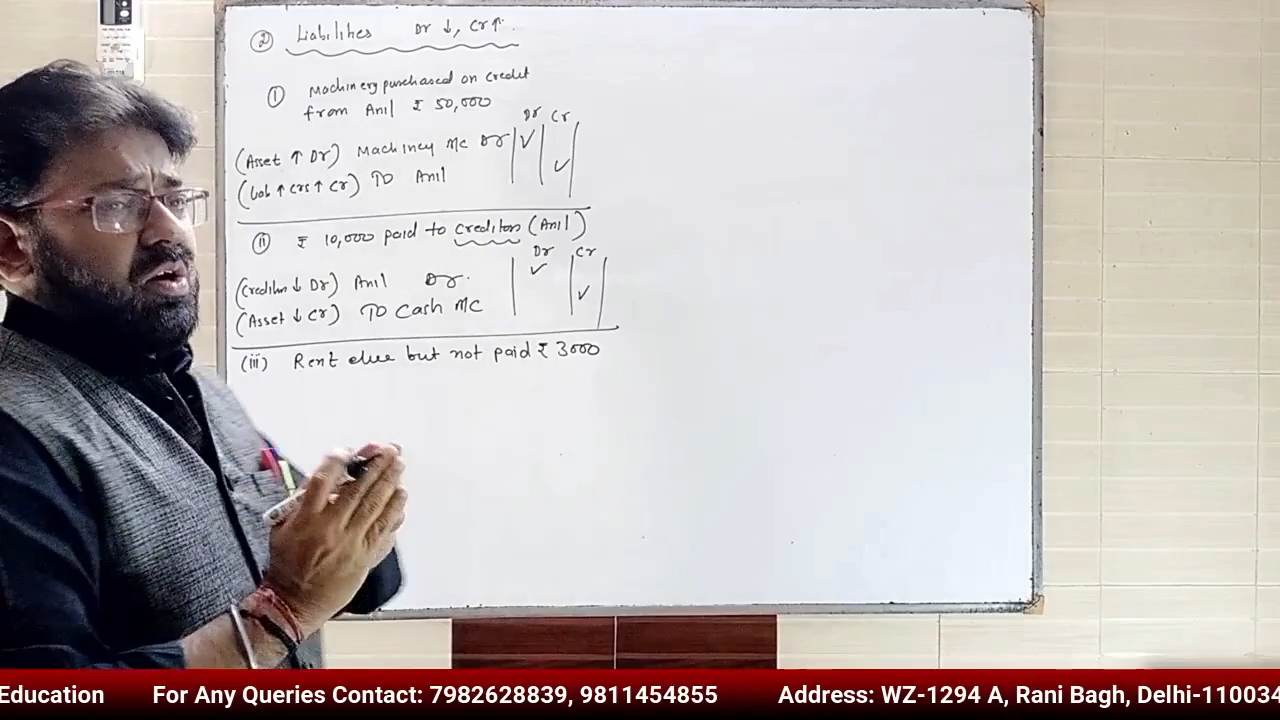 ② Liabilities Dr ↓, Cr ↑.
① Machinery purchased on credit
from Anil ₹ 50,000
Dr Cr
(Asset ↑ Dr) Machinery A/c Dr ✓
(Liab ↑ Crs ↑ Cr) To Anil ✓
(ii) ₹ 10,000 paid to creditors (Anil)
Dr Cr
(Creditors ↓ Dr) Anil Dr. ✓
(Asset ↓ Cr) To Cash A/c ✓
(iii) Rent due but not paid ₹ 3000
Education For Any Queries Contact: 7982628839, 9811454855 Address: WZ-1294 A, Rani Bagh, Delhi-110034